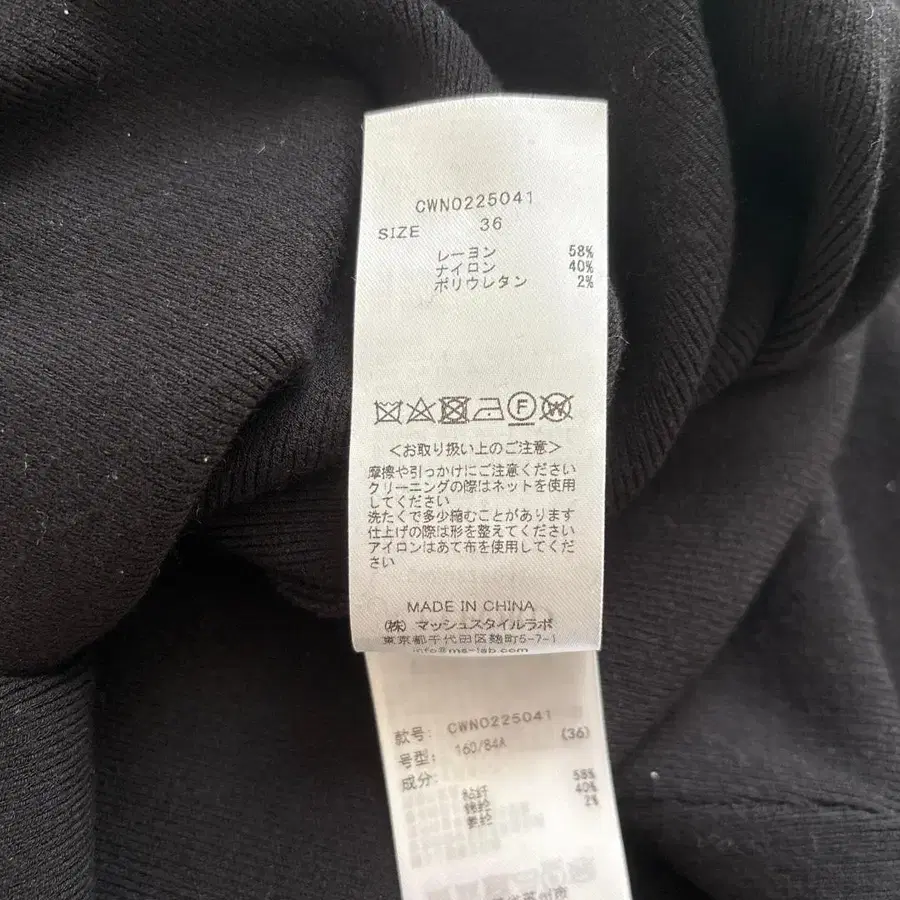 CWNO225041
SIZE 36
レーヨン 58%
ナイロン 40%
ポリウレタン 2%
F W
<お取り扱い上のご注意>
摩擦や引っかけにご注意ください
クリーニングの際はネットを使用
してください
洗たくで多少縮むことがあります
仕上げの際は形を整えてください
アイロンはあて布を使用してくだ
さい
MADE IN CHINA
(株) マッシュスタイルラボ
東京都千代田区麹町5-7-1
info@ms-lab.com
款号: CWNO225041
号型: 160/84A (36)
成分:
粘纤 58%
锦纶 40%
氨纶 2%